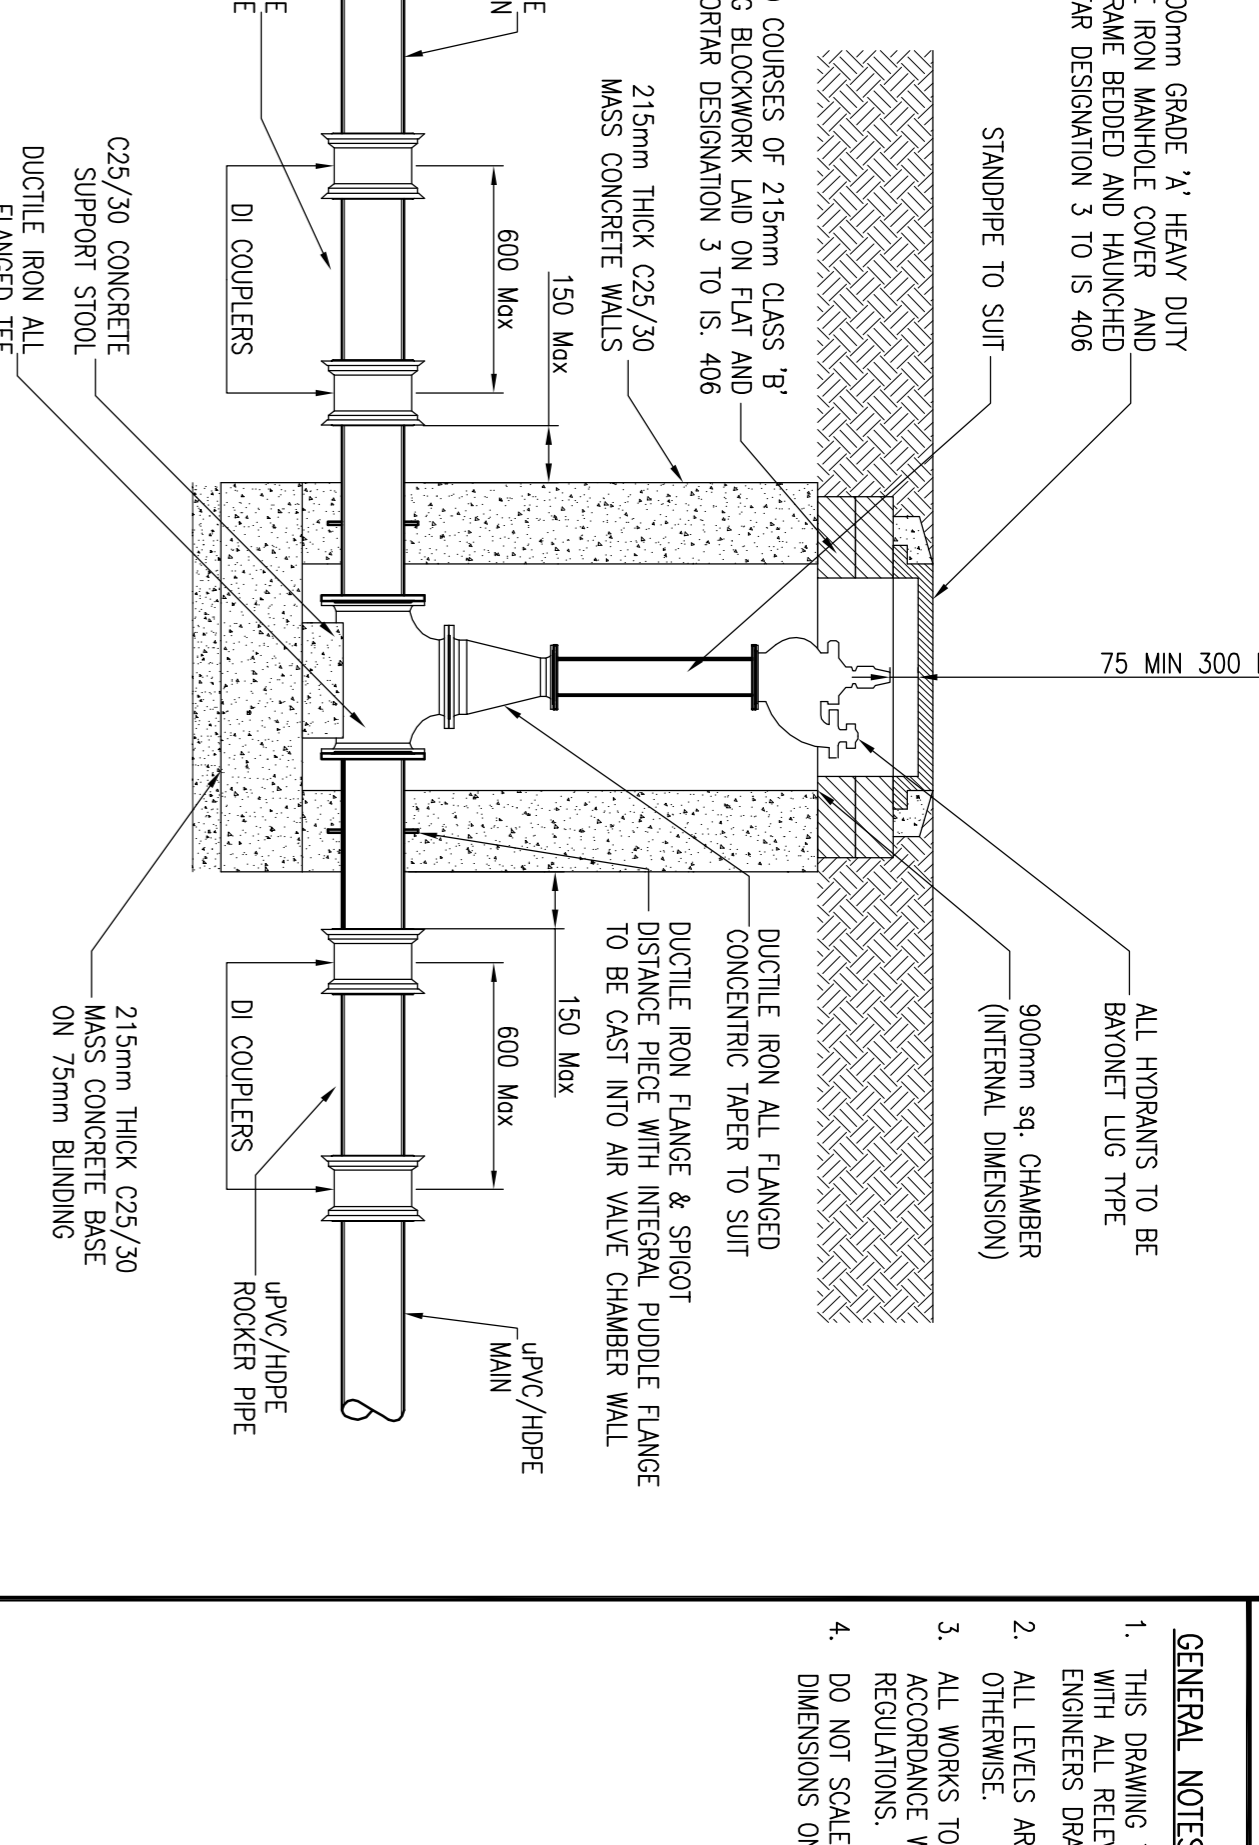 00mm GRADE 'A' HEAVY DUTY
IRON MANHOLE COVER AND
RAME BEDDED AND HAUNCHED
TAR DESIGNATION 3 TO IS 406
STANDPIPE TO SUIT
COURSES OF 215mm CLASS 'B'
G BLOCKWORK LAID ON FLAT AND
ORTAR DESIGNATION 3 TO IS. 406
215mm THICK C25/30
MASS CONCRETE WALLS
150 Max
600 Max
DI COUPLERS
C25/30 CONCRETE
SUPPORT STOOL
DUCTILE IRON ALL
FLANGED TEE
75 MIN 300
ALL HYDRANTS TO BE
BAYONET LUG TYPE
900mm sq. CHAMBER
(INTERNAL DIMENSION)
DUCTILE IRON ALL FLANGED
CONCENTRIC TAPER TO SUIT
DUCTILE IRON FLANGE & SPIGOT
DISTANCE PIECE WITH INTEGRAL PUDDLE FLANGE
TO BE CAST INTO AIR VALVE CHAMBER WALL
150 Max
600 Max
uPVC/HDPE
MAIN
DI COUPLERS
uPVC/HDPE
ROCKER PIPE
215mm THICK C25/30
MASS CONCRETE BASE
ON 75mm BLINDING
GENERAL NOTES
1. THIS DRAWING
WITH ALL RELEV
ENGINEERS DRA
2. ALL LEVELS AR
OTHERWISE.
3. ALL WORKS TO
ACCORDANCE W
REGULATIONS.
4. DO NOT SCALE
DIMENSIONS ON